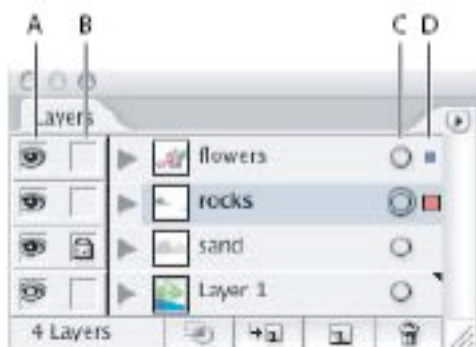 A B C D
Layers
flowers
rocks
sand
Layer 1
4 Layers